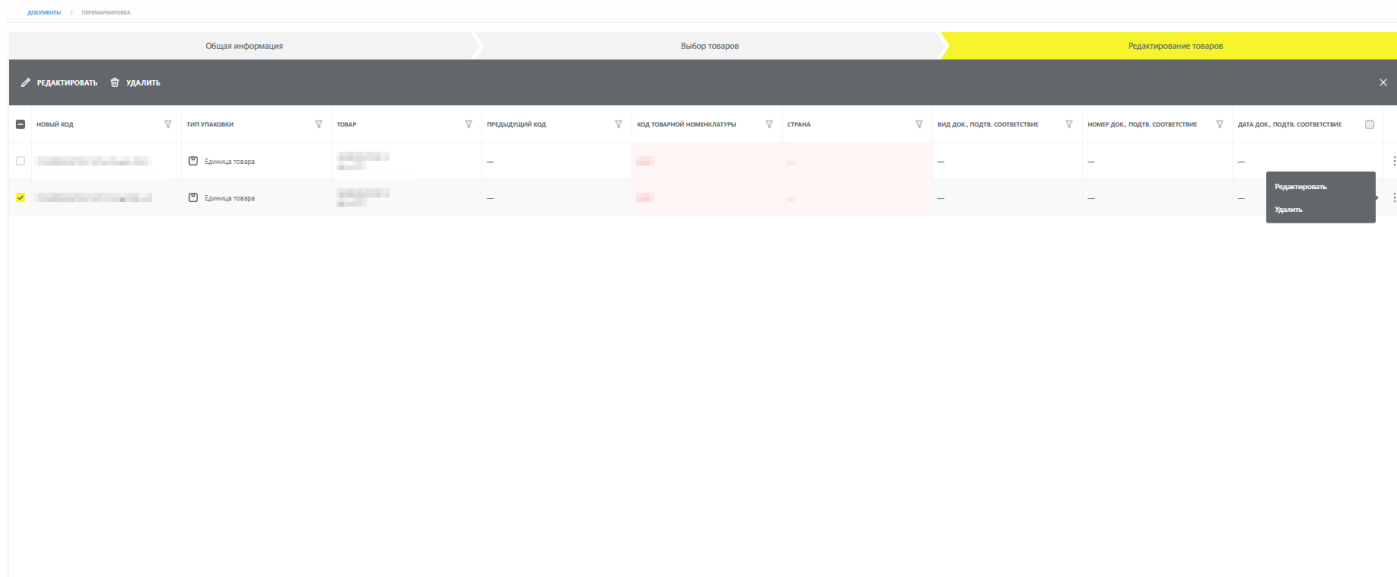 ДОКУМЕНТЫ / ПЕРЕМАРКИРОВКА
Общая информация Выбор товаров Редактирование товаров
РЕДАКТИРОВАТЬ УДАЛИТЬ
НОВЫЙ КОД ТИП УПАКОВКИ ТОВАР ПРЕДЫДУЩИЙ КОД КОД ТОВАРНОЙ НОМЕНКЛАТУРЫ СТРАНА ВИД ДОК., ПОДТВ. СООТВЕТСТВИЕ НОМЕР ДОК., ПОДТВ. СООТВЕТСТВИЕ ДАТА ДОК., ПОДТВ. СООТВЕТСТВИЕ
Единица товара — — — —
Единица товара — — — —
Редактировать
Удалить